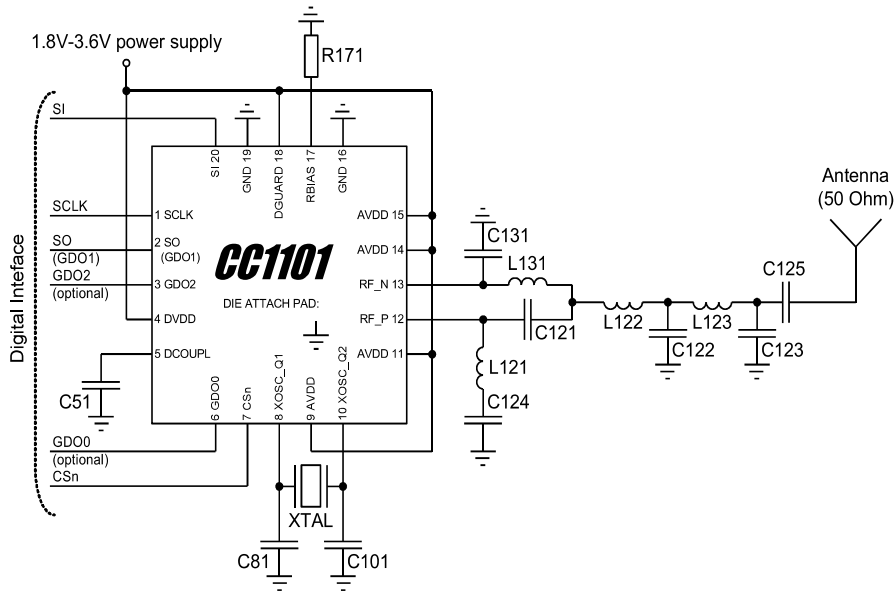 1.8V-3.6V power supply
R171
SI
SI 20
GND 19
DGUARD 18
RBIAS 17
GND 16
Antenna
(50 Ohm)
Digital Inteface
SCLK
1 SCLK
AVDD 15
SO
(GDO1)
2 SO
(GDO1)
AVDD 14
C131
CC1101
GDO2
(optional)
3 GDO2
RF_N 13
L131
C125
DIE ATTACH PAD:
4 DVDD
RF_P 12
C121
L122
L123
C122
C123
5 DCOUPL
AVDD 11
L121
C51
6 GDO0
7 CSn
8 XOSC_Q1
9 AVDD
10 XOSC_Q2
C124
GDO0
(optional)
CSn
XTAL
C81
C101